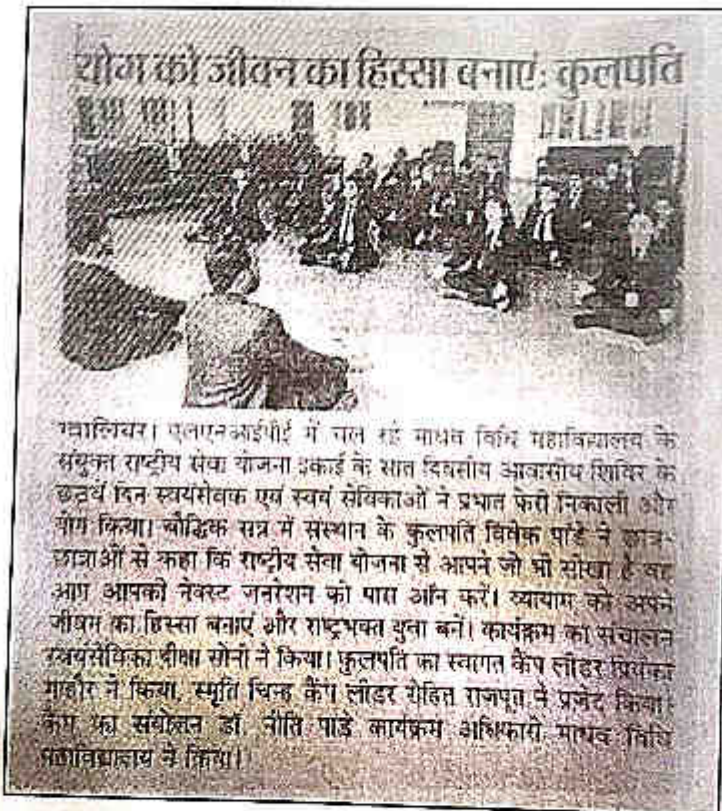 योग को जीवन का हिस्सा बनाएं: कुलपति
ग्वालियर। एलएनआईपीई में चल रहे माधव विधि महाविद्यालय के
संयुक्त राष्ट्रीय सेवा योजना इकाई के सात दिवसीय आवासीय शिविर के
दिन स्वयंसेवक एवं स्वयं सेविकाओं ने प्रभात फेरी निकाली और
योग किया। बौद्धिक सत्र में संस्थान के कुलपति विवेक पांडे ने छात्र-
छात्राओं से कहा कि राष्ट्रीय सेवा योजना से आपने जो भी सीखा है वह
आप आपकी नेक्स्ट जनरेशन को पास ऑन करें। व्यायाम को अपने
जीवन का हिस्सा बनाएं और राष्ट्रभक्त युवा बनें। कार्यक्रम का संचालन
स्वयंसेविका दीक्षा सोनी ने किया। कुलपति का स्वागत कैंप लीडर प्रियंका
ने किया, स्मृति चिन्ह कैंप लीडर रोहित राजपूत ने किया।
कैंप का संयोजन डॉ. नीति पांडे कार्यक्रम अधिकारी माधव विधि
महाविद्यालय ने किया।